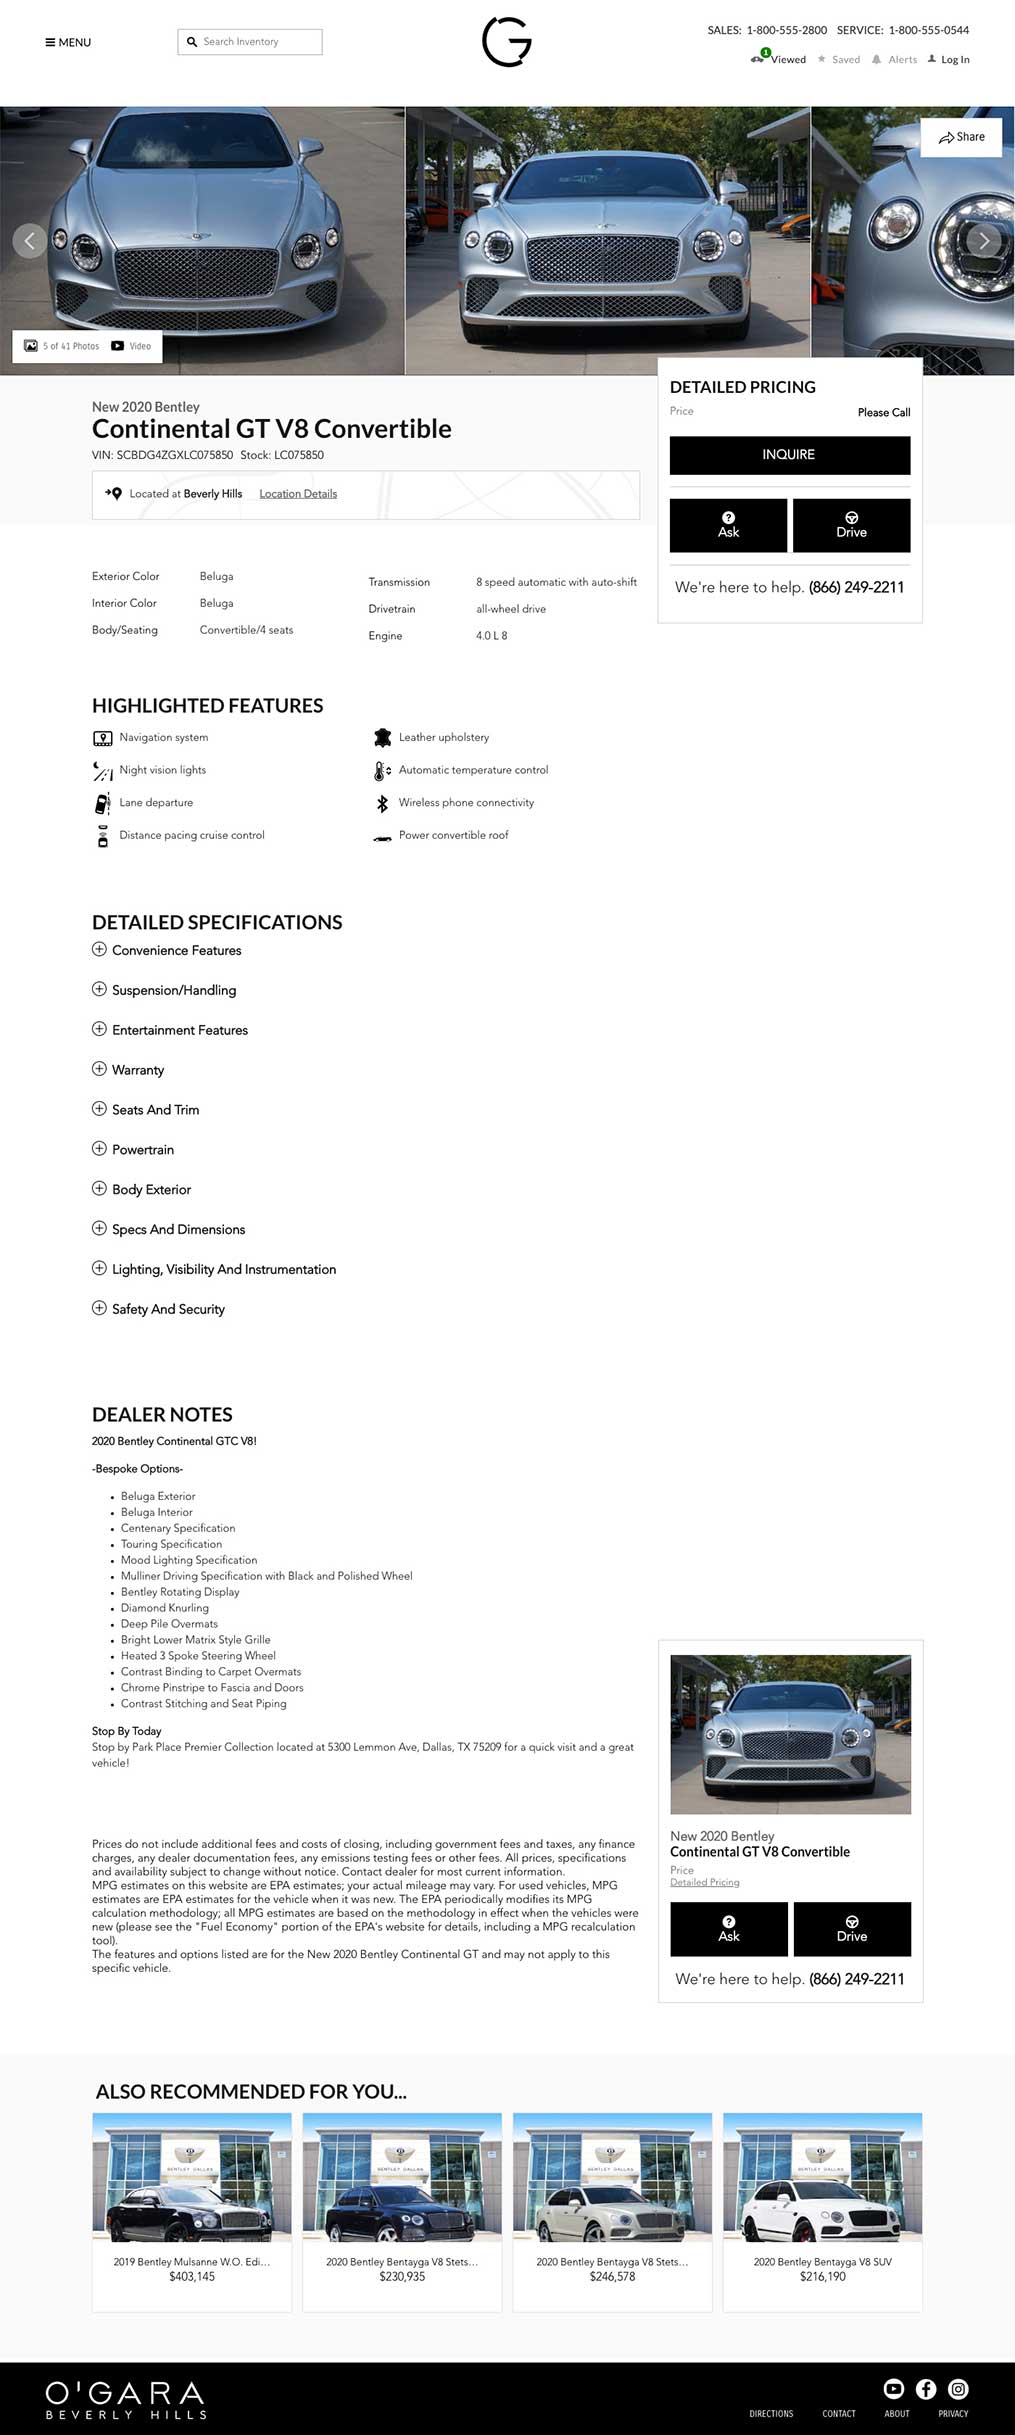 MENU
Search Inventory
G
SALES: 1-800-555-2800 SERVICE: 1-800-555-0544
1 Viewed Saved Alerts Log In
Share
5 of 41 Photos Video
New 2020 Bentley
Continental GT V8 Convertible
VIN: SCBDG4ZGXLC075850 Stock: LC075850
Located at Beverly Hills Location Details
DETAILED PRICING
Price Please Call
INQUIRE
? Ask Drive
We're here to help. (866) 249-2211
Exterior Color Beluga
Interior Color Beluga
Body/Seating Convertible/4 seats
Transmission 8 speed automatic with auto-shift
Drivetrain all-wheel drive
Engine 4.0 L 8
HIGHLIGHTED FEATURES
Navigation system
Night vision lights
Lane departure
Distance pacing cruise control
Leather upholstery
Automatic temperature control
Wireless phone connectivity
Power convertible roof
DETAILED SPECIFICATIONS
Convenience Features
Suspension/Handling
Entertainment Features
Warranty
Seats And Trim
Powertrain
Body Exterior
Specs And Dimensions
Lighting, Visibility And Instrumentation
Safety And Security
DEALER NOTES
2020 Bentley Continental GTC V8!
-Bespoke Options-
Beluga Exterior
Beluga Interior
Centenary Specification
Touring Specification
Mood Lighting Specification
Mulliner Driving Specification with Black and Polished Wheel
Bentley Rotating Display
Diamond Knurling
Deep Pile Overmats
Bright Lower Matrix Style Grille
Heated 3 Spoke Steering Wheel
Contrast Binding to Carpet Overmats
Chrome Pinstripe to Fascia and Doors
Contrast Stitching and Seat Piping
Stop By Today
Stop by Park Place Premier Collection located at 5300 Lemmon Ave, Dallas, TX 75209 for a quick visit and a great
vehicle!
Prices do not include additional fees and costs of closing, including government fees and taxes, any finance
charges, any dealer documentation fees, any emissions testing fees or other fees. All prices, specifications
and availability subject to change without notice. Contact dealer for most current information.
MPG estimates on this website are EPA estimates; your actual mileage may vary. For used vehicles, MPG
estimates are EPA estimates for the vehicle when it was new. The EPA periodically modifies its MPG
calculation methodology; all MPG estimates are based on the methodology in effect when the vehicles were
new (please see the "Fuel Economy" portion of the EPA's website for details, including a MPG recalculation
tool).
The features and options listed are for the New 2020 Bentley Continental GT and may not apply to this
specific vehicle.
New 2020 Bentley
Continental GT V8 Convertible
Price
Detailed Pricing
? Ask Drive
We're here to help. (866) 249-2211
ALSO RECOMMENDED FOR YOU...
BENTLEY DALLAS
2019 Bentley Mulsanne W.O. Edi...
$403,145
BENTLEY DALLAS
2020 Bentley Bentayga V8 Stets...
$230,935
BENTLEY DALLAS
2020 Bentley Bentayga V8 Stets...
$246,578
BENTLEY DALLAS
2020 Bentley Bentayga V8 SUV
$216,190
O'GARA
BEVERLY HILLS
DIRECTIONS CONTACT ABOUT PRIVACY